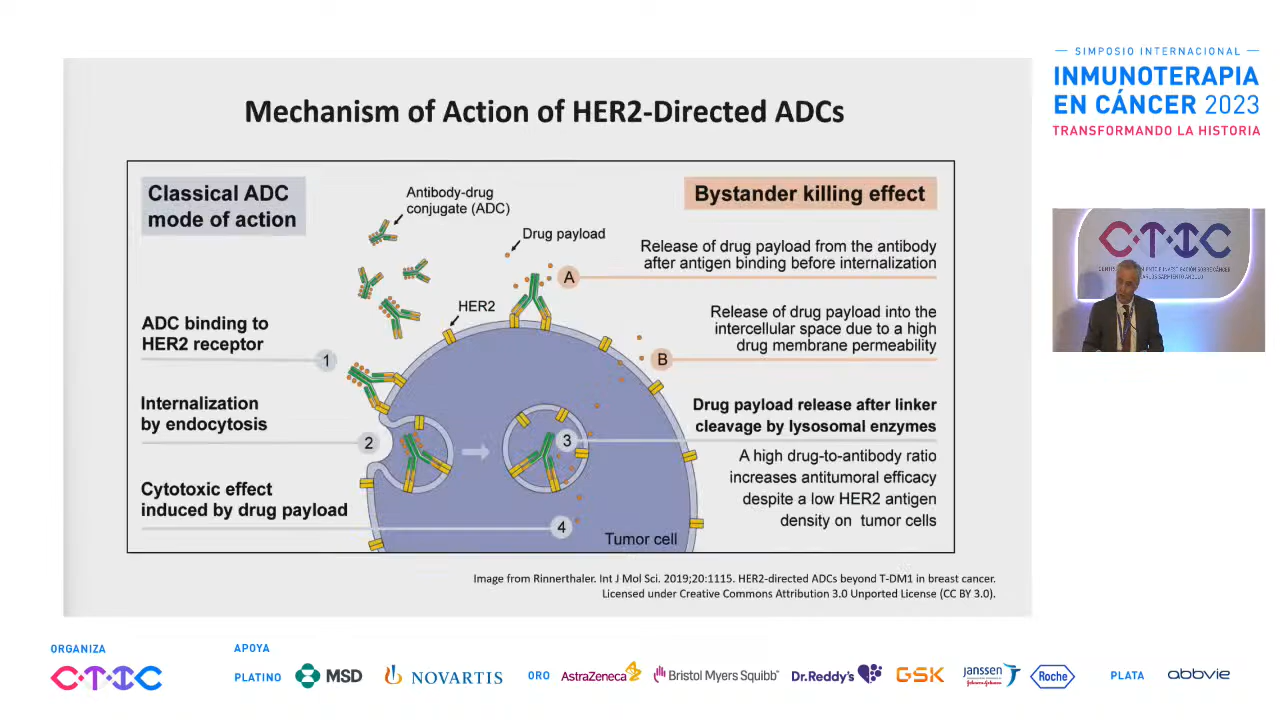 Mechanism of Action of HER2-Directed ADCs
Classical ADC
mode of action
Antibody-drug
conjugate (ADC)
Drug payload
HER2
ADC binding to
HER2 receptor
1
Internalization
by endocytosis
2
Cytotoxic effect
induced by drug payload
3
4
Tumor cell
Bystander killing effect
Release of drug payload from the antibody
after antigen binding before internalization
A
Release of drug payload into the
intercellular space due to a high
drug membrane permeability
B
Drug payload release after linker
cleavage by lysosomal enzymes
A high drug-to-antibody ratio
increases antitumoral efficacy
despite a low HER2 antigen
density on tumor cells
Image from Rinnerthaler. Int J Mol Sci. 2019;20:1115. HER2-directed ADCs beyond T-DM1 in breast cancer.
Licensed under Creative Commons Attribution 3.0 Unported License (CC BY 3.0).
SIMPOSIO INTERNACIONAL
INMUNOTERAPIA
EN CÁNCER 2023
TRANSFORMANDO LA HISTORIA
CTIC
ORGANIZA
CTIC
APOYA
PLATINO
MSD
NOVARTIS
ORO
AstraZeneca
Bristol Myers Squibb
Dr.Reddy's
GSK
Janssen
Johnson-Johnson
Roche
PLATA
abbvie